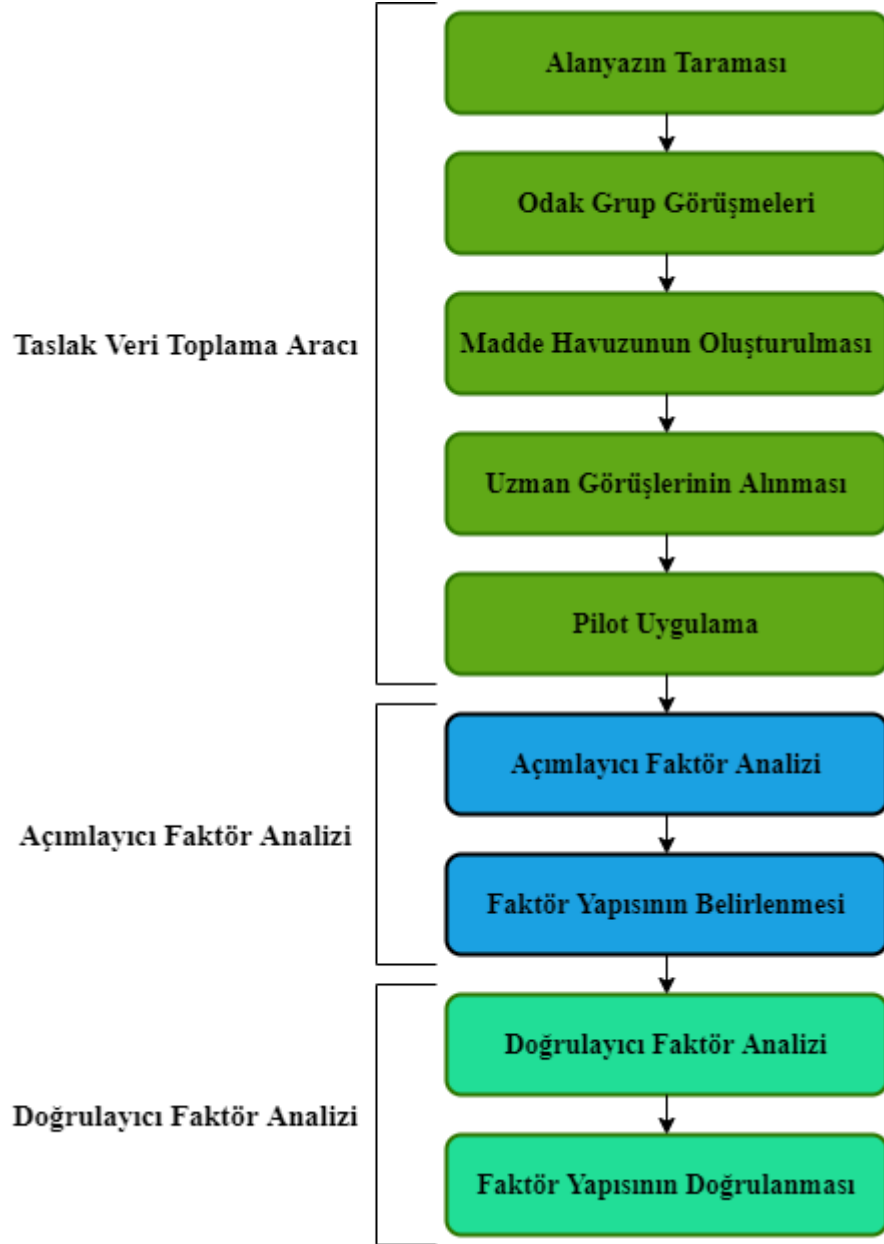 Alanyazın Taraması
Odak Grup Görüşmeleri
Taslak Veri Toplama Aracı
Madde Havuzunun Oluşturulması
Uzman Görüşlerinin Alınması
Pilot Uygulama
Açımlayıcı Faktör Analizi
Açımlayıcı Faktör Analizi
Faktör Yapısının Belirlenmesi
Doğrulayıcı Faktör Analizi
Doğrulayıcı Faktör Analizi
Faktör Yapısının Doğrulanması